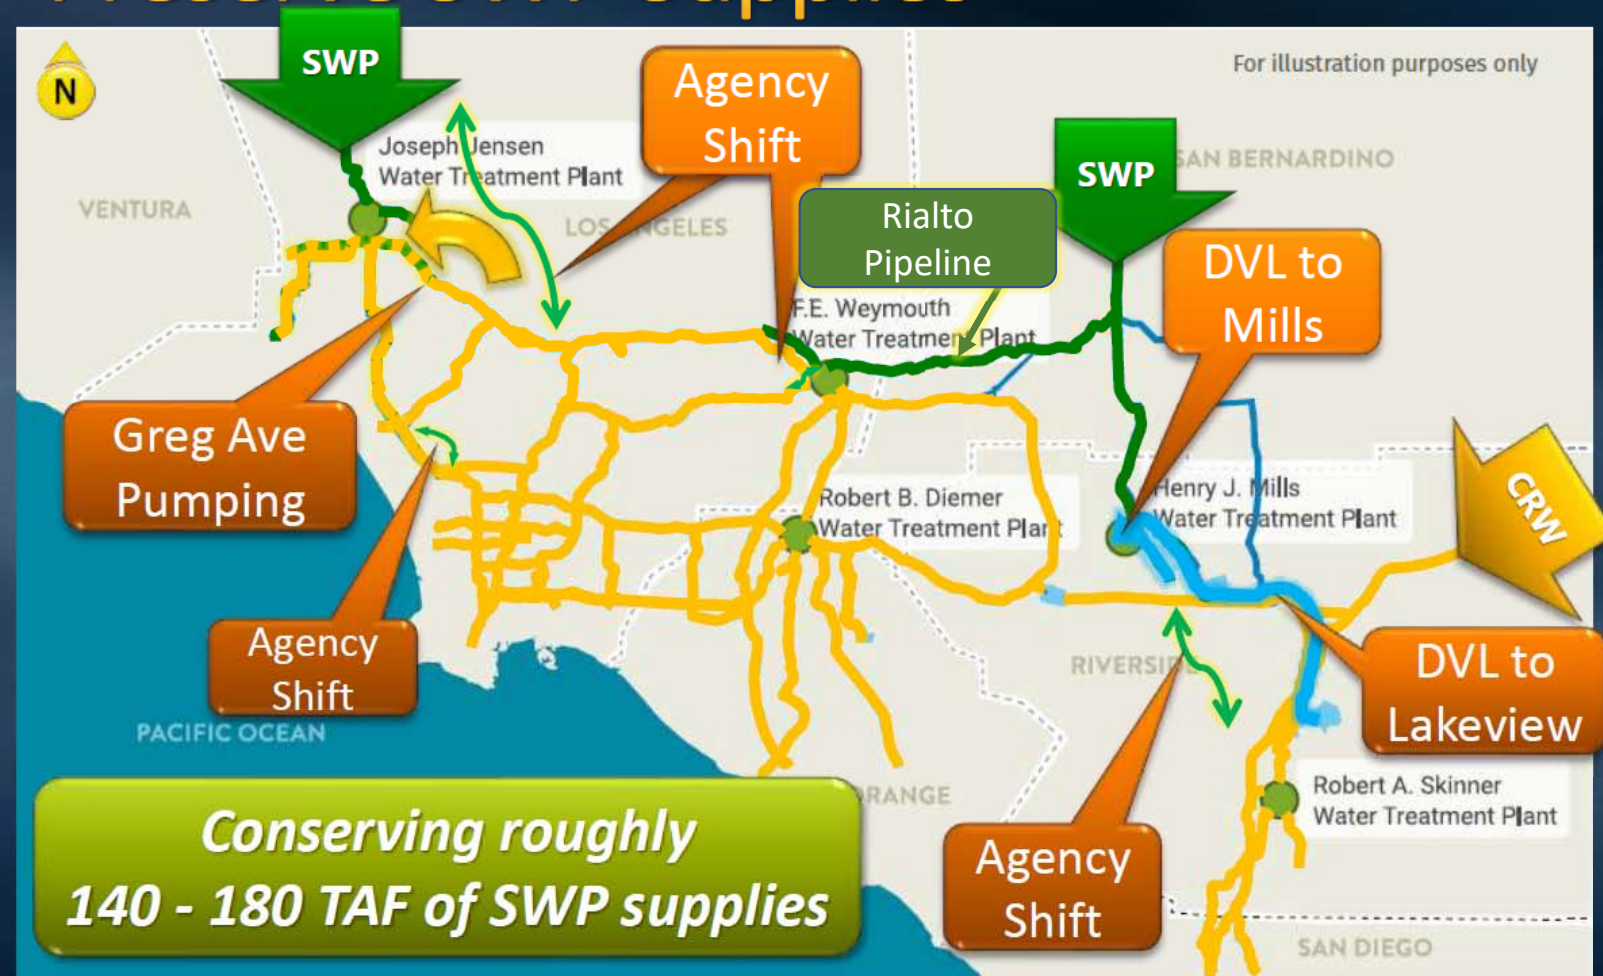 Preserve SWP Supplies
For illustration purposes only
N
SWP
Agency
Shift
Joseph Jensen
Water Treatment Plant
VENTURA
LOS ANGELES
Rialto
Pipeline
SWP
SAN BERNARDINO
DVL to
Mills
F.E. Weymouth
Water Treatment Plant
Greg Ave
Pumping
CRW
Robert B. Diemer
Water Treatment Plant
Henry J. Mills
Water Treatment Plant
Agency
Shift
RIVERSIDE
DVL to
Lakeview
PACIFIC OCEAN
ORANGE
Robert A. Skinner
Water Treatment Plant
Conserving roughly
140 - 180 TAF of SWP supplies
Agency
Shift
SAN DIEGO